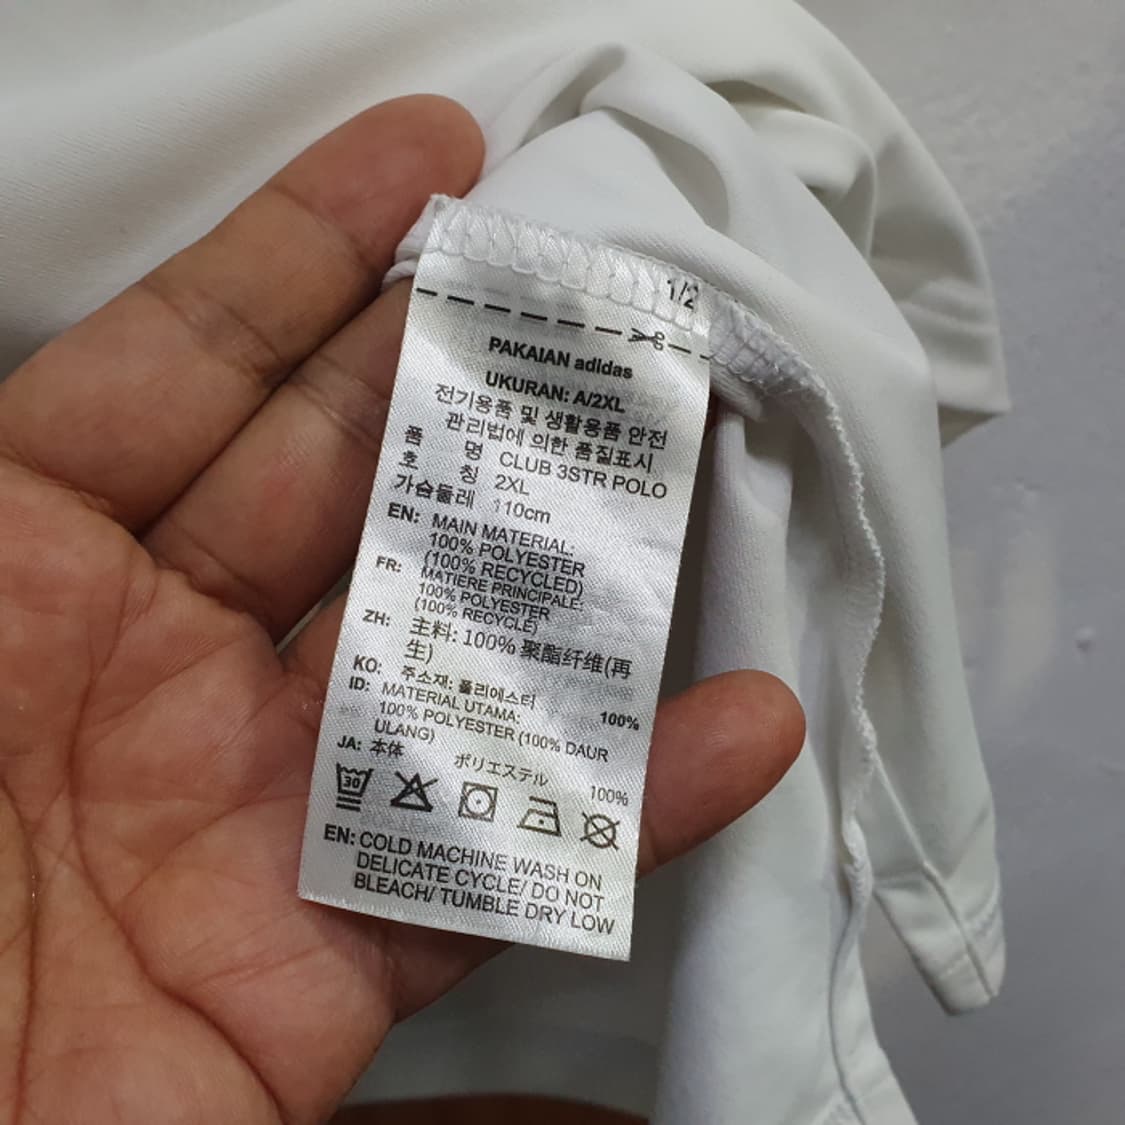 1/2
PAKAIAN adidas
UKURAN: A/2XL
전기용품 및 생활용품 안전
관리법에 의한 품질표시
품 명 CLUB 3STR POLO
호 칭 2XL
가슴둘레 110cm
EN: MAIN MATERIAL:
100% POLYESTER
(100% RECYCLED)
FR: MATIERE PRINCIPALE:
100% POLYESTER
(100% RECYCLE)
ZH: 主料: 100% 聚酯纤维(再
生)
KO: 주소재: 폴리에스터 100%
ID: MATERIAL UTAMA:
100% POLYESTER (100% DAUR
ULANG)
JA: 本体
ポリエステル 100%
30
EN: COLD MACHINE WASH ON
DELICATE CYCLE/ DO NOT
BLEACH/ TUMBLE DRY LOW